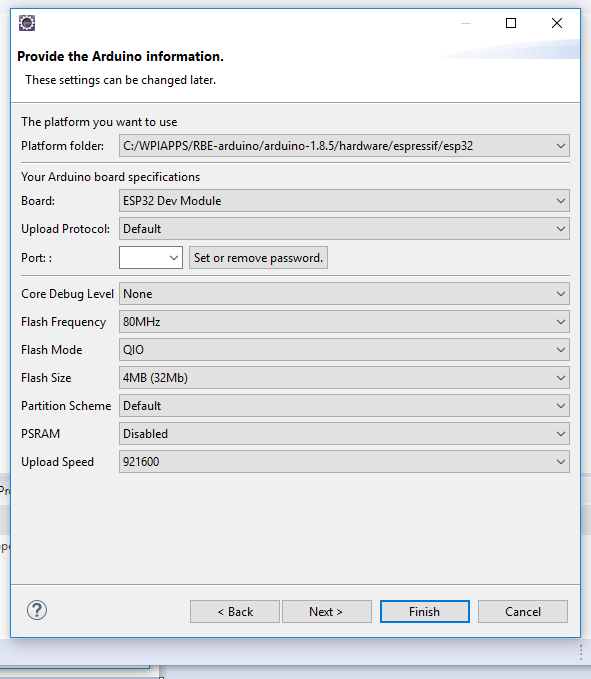 Provide the Arduino information.
These settings can be changed later.
The platform you want to use
Platform folder: C:/WPIAPPS/RBE-arduino/arduino-1.8.5/hardware/espressif/esp32
Your Arduino board specifications
Board: ESP32 Dev Module
Upload Protocol: Default
Port: : Set or remove password.
Core Debug Level None
Flash Frequency 80MHz
Flash Mode QIO
Flash Size 4MB (32Mb)
Partition Scheme Default
PSRAM Disabled
Upload Speed 921600
? < Back Next > Finish Cancel